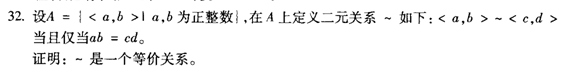 32. 设A = { < a,b >| a,b 为正整数},在 A 上定义二元关系 ~ 如下: < a,b > ~ < c,d >
当且仅当ab = cd。
证明: ~ 是一个等价关系。